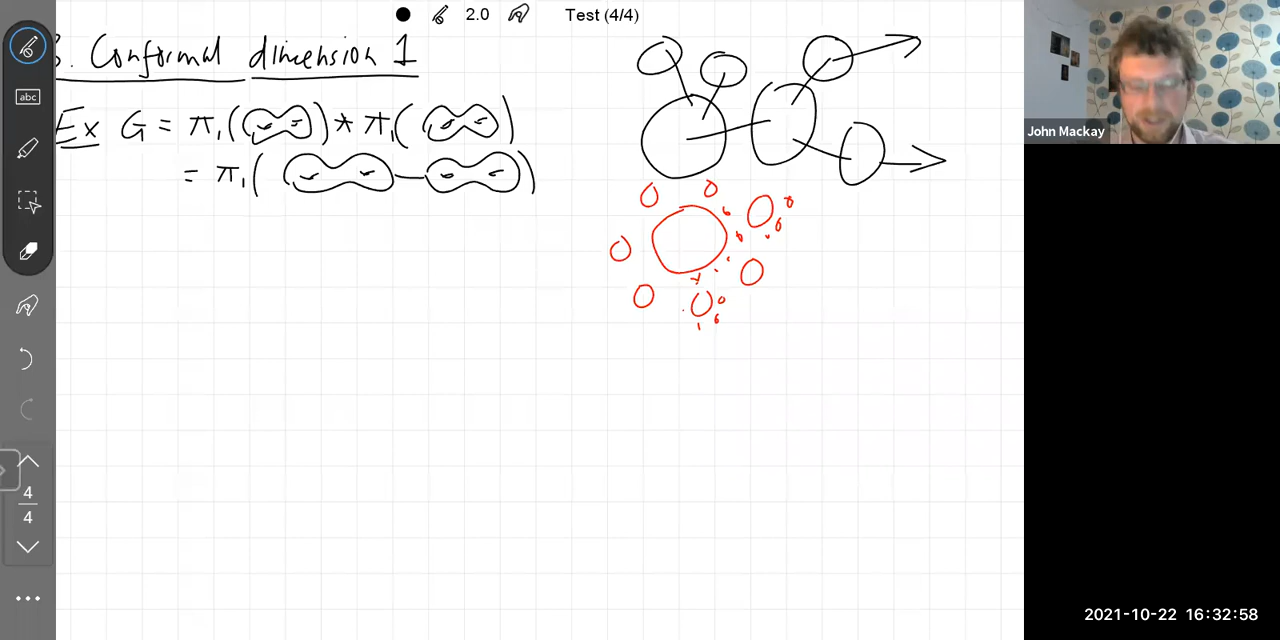 2.0 Test (4/4)
3. Conformal dimension 1
Ex G = π₁( ) * π₁( )
= π₁( )
abc
4
4
John Mackay
2021-10-22 16:32:58